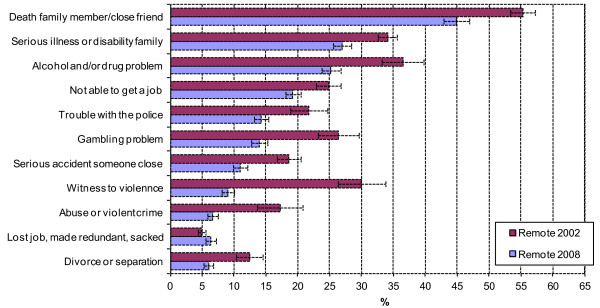 Death family member/close friend
Serious illness or disability family
Alcohol and/or drug problem
Not able to get a job
Trouble with the police
Gambling problem
Serious accident someone close
Witness to violennce
Abuse or violent crime
Lost job, made redundant, sacked
Divorce or separation
Remote 2002
Remote 2008
0 5 10 15 20 25 30 35 40 45 50 55 60 65
%